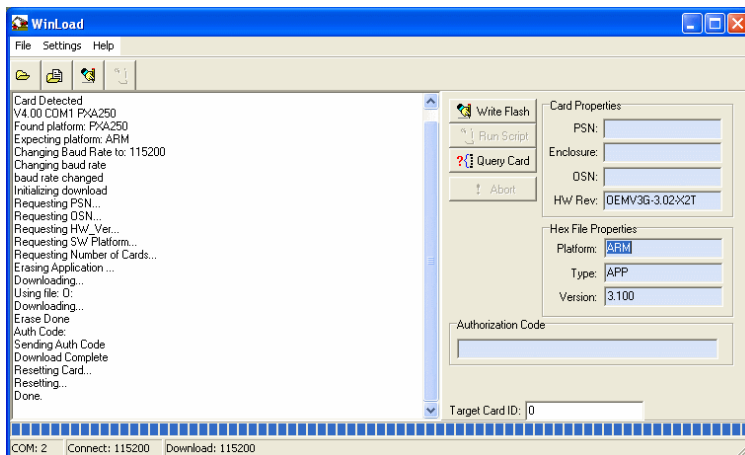 WinLoad
File Settings Help
Card Detected
V4.00 COM1 PXA250
Found platform: PXA250
Expecting platform: ARM
Changing Baud Rate to: 115200
Changing baud rate
baud rate changed
Initializing download
Requesting PSN...
Requesting OSN...
Requesting HW_Ver...
Requesting SW Platform...
Requesting Number of Cards...
Erasing Application ...
Downloading...
Using file: O:
Downloading...
Erase Done
Auth Code:
Sending Auth Code
Download Complete
Resetting Card...
Resetting...
Done.
Write Flash
Run Script
Query Card
Abort
Card Properties
PSN:
Enclosure:
OSN:
HW Rev: OEMV3G-3.02-X2T
Hex File Properties
Platform: ARM
Type: APP
Version: 3.100
Authorization Code
Target Card ID: 0
COM: 2 Connect: 115200 Download: 115200